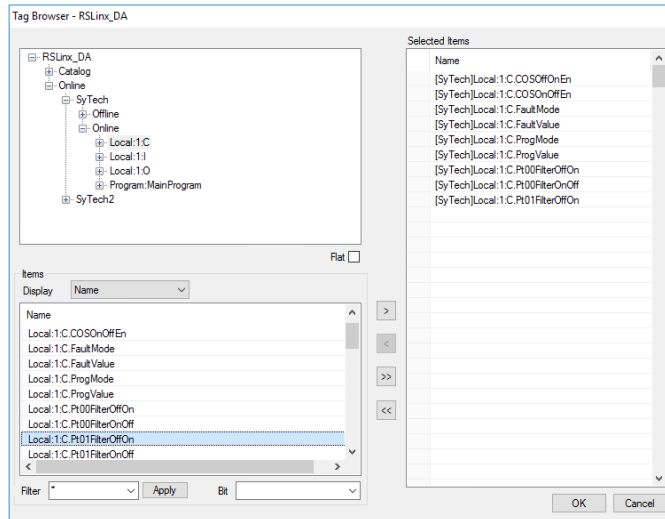 Tag Browser - RSLinx_DA
RSLinx_DA
Catalog
Online
SyTech
Offline
Online
Local:1:C
Local:1:I
Local:1:O
Program:MainProgram
SyTech2
Flat
Items
Display Name
Name
Local:1:C.COSOnOffEn
Local:1:C.FaultMode
Local:1:C.FaultValue
Local:1:C.ProgMode
Local:1:C.ProgValue
Local:1:C.Pt00FilterOffOn
Local:1:C.Pt00FilterOnOff
Local:1:C.Pt01FilterOffOn
Local:1:C.Pt01FilterOnOff
Filter * Apply Bit
>
<
>>
<<
Selected Items
Name
[SyTech]Local:1:C.COSOffOnEn
[SyTech]Local:1:C.COSOnOffEn
[SyTech]Local:1:C.FaultMode
[SyTech]Local:1:C.FaultValue
[SyTech]Local:1:C.ProgMode
[SyTech]Local:1:C.ProgValue
[SyTech]Local:1:C.Pt00FilterOffOn
[SyTech]Local:1:C.Pt00FilterOnOff
[SyTech]Local:1:C.Pt01FilterOffOn
OK Cancel